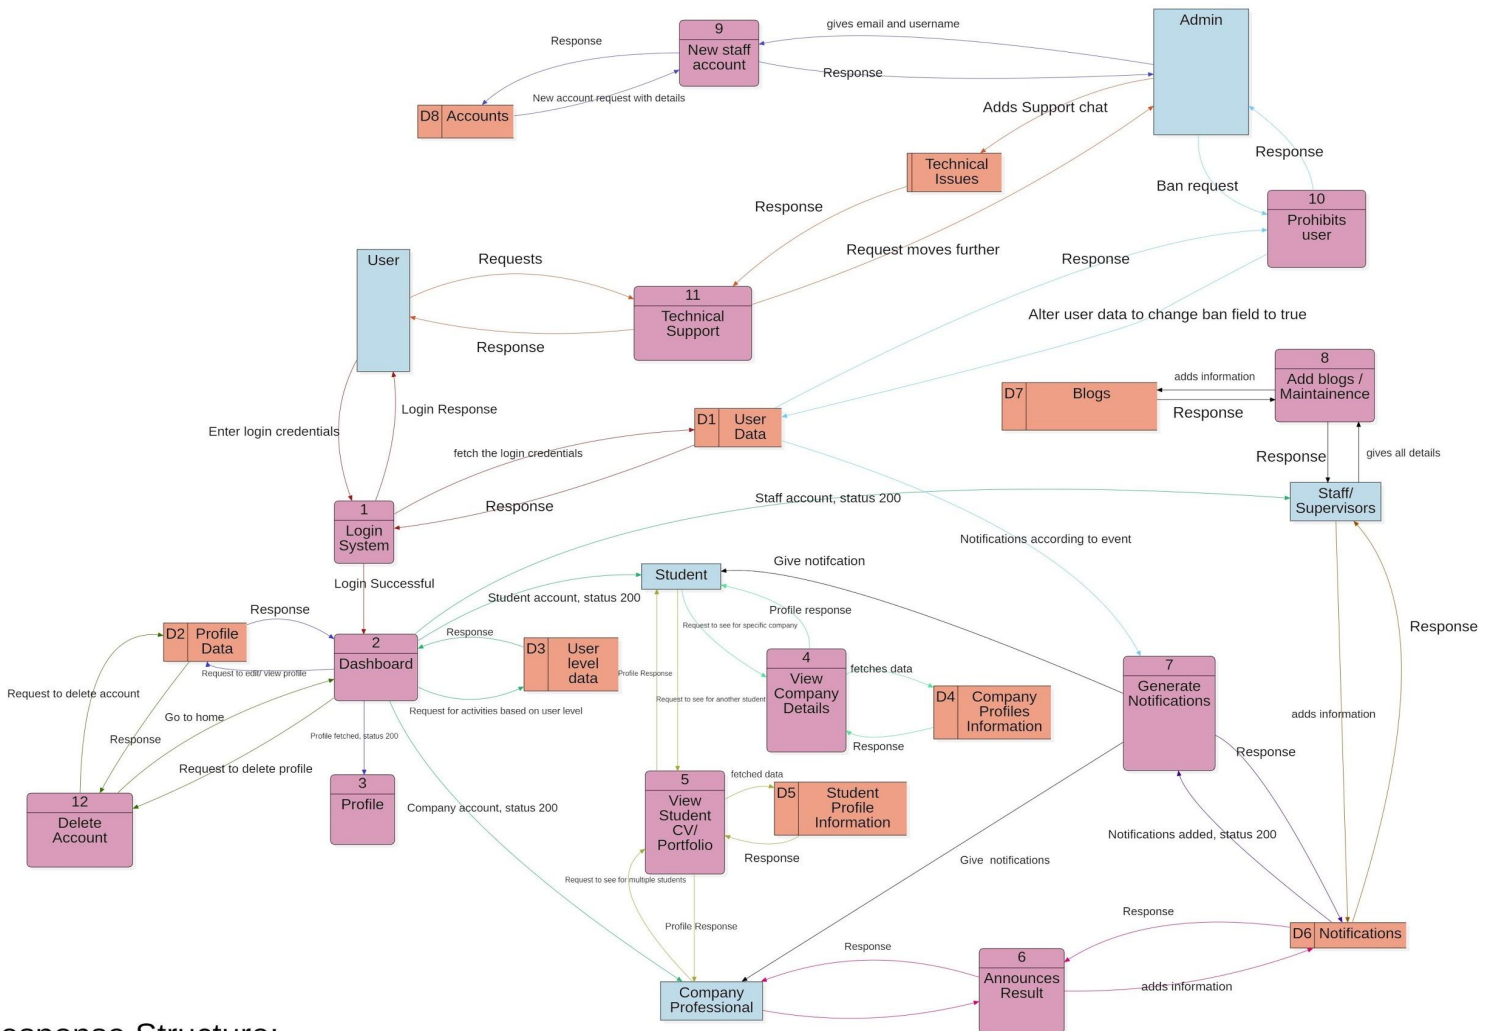 Admin
gives email and username
9
New staff
account
Response
Response
New account request with details
D8 Accounts
Adds Support chat
Technical
Issues
Response
Ban request
10
Prohibits
user
Response
Request moves further
Response
User
Requests
11
Technical
Support
Response
Alter user data to change ban field to true
8
Add blogs /
Maintainence
adds information
D7 Blogs
Response
Login Response
Enter login credentials
D1 User
Data
fetch the login credentials
Response
Response
gives all details
Staff/
Supervisors
Staff account, status 200
1
Login
System
Notifications according to event
Give notifcation
Login Successful
Student
Student account, status 200
Profile response
Request to see for specific company
Response
D2 Profile
Data
2
Dashboard
Response
D3 User
level
data
Request to edit/ view profile
Profile Response
Request to see for another student
4
View
Company
Details
fetches data
D4 Company
Profiles
Information
Response
7
Generate
Notifications
Response
Request to delete account
Go to home
Response
Request for activities based on user level
Profile fetched, status 200
Request to delete profile
adds information
Response
3
Profile
12
Delete
Account
Company account, status 200
5
View
Student
CV/
Portfolio
fetched data
D5 Student
Profile
Information
Response
Notifications added, status 200
Give notifications
Request to see for multiple students
Profile Response
Response
Response
D6 Notifications
6
Announces
Result
adds information
Company
Professional
esponse Structure: